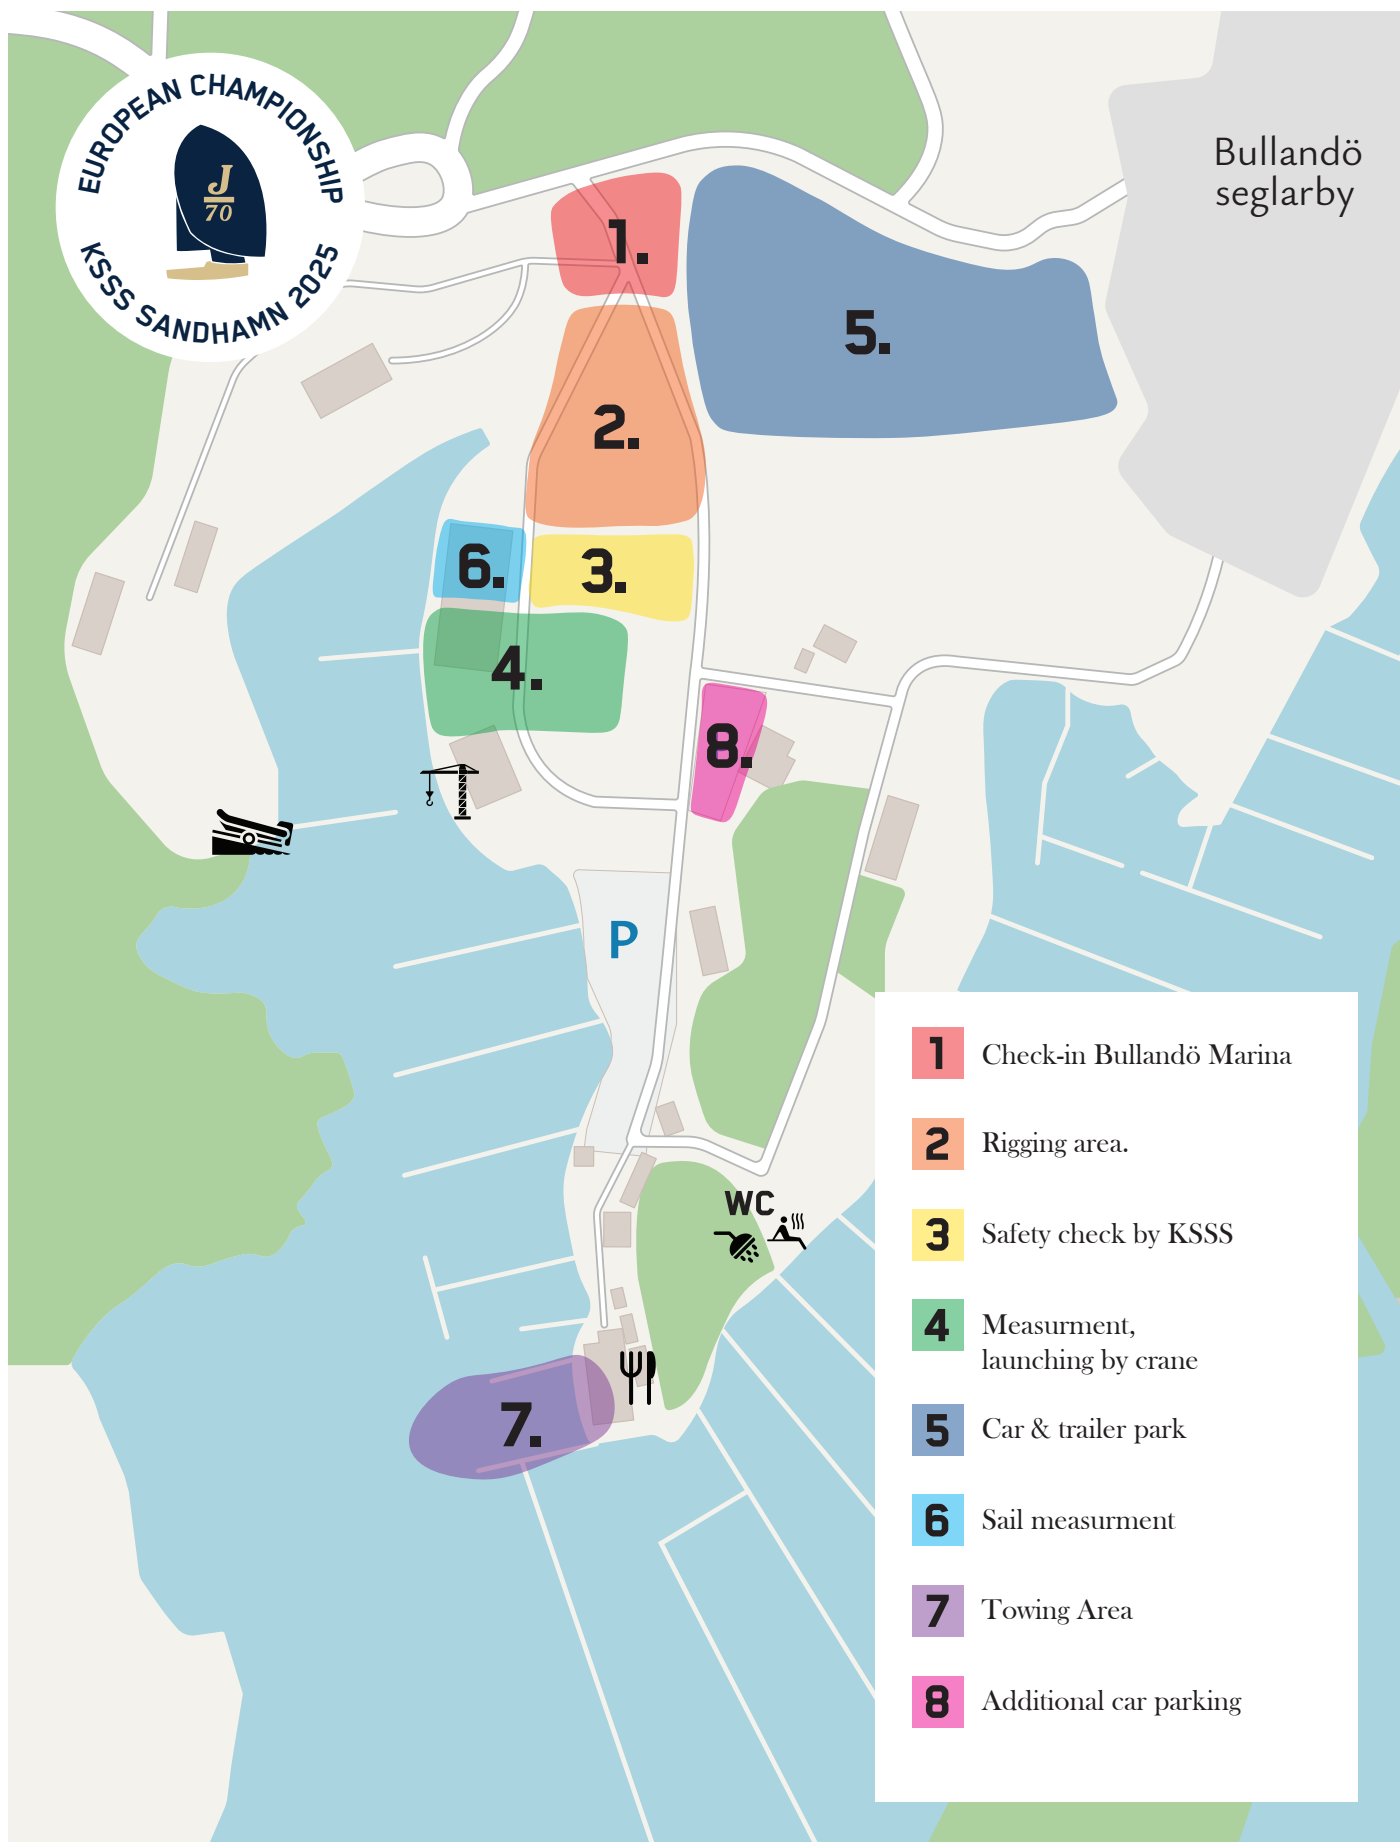 EUROPEAN CHAMPIONSHIP
J
70
KSSS SANDHAMN 2025
Bullandö
seglarby
1.
5.
2.
6.
3.
4.
8.
P
WC
7.
1 Check-in Bullandö Marina
2 Rigging area.
3 Safety check by KSSS
4 Measurment,
launching by crane
5 Car & trailer park
6 Sail measurment
7 Towing Area
8 Additional car parking